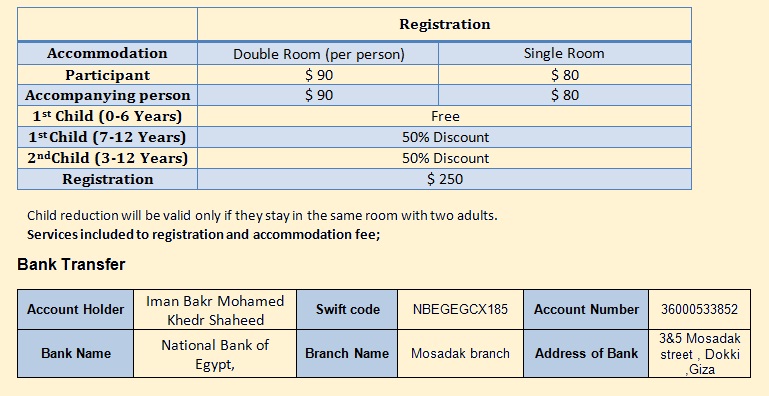 Registration
Accommodation Double Room (per person) Single Room
Participant $ 90 $ 80
Accompanying person $ 90 $ 80
1st Child (0-6 Years) Free
1st Child (7-12 Years) 50% Discount
2nd Child (3-12 Years) 50% Discount
Registration $ 250
Child reduction will be valid only if they stay in the same room with two adults.
Services included to registration and accommodation fee;
Bank Transfer
Account Holder Iman Bakr Mohamed Khedr Shaheed Swift code NBEGEGCX185 Account Number 36000533852
Bank Name National Bank of Egypt, Branch Name Mosadak branch Address of Bank 3&5 Mosadak street , Dokki ,Giza